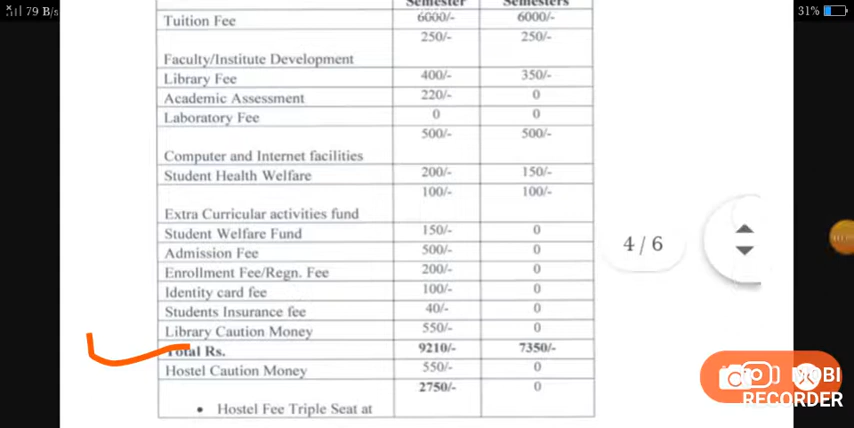 79 B/s
31%
Semester Semesters
Tuition Fee 6000/- 6000/-
250/- 250/-
Faculty/Institute Development
Library Fee 400/- 350/-
Academic Assessment 220/- 0
Laboratory Fee 0 0
500/- 500/-
Computer and Internet facilities
Student Health Welfare 200/- 150/-
100/- 100/-
Extra Curricular activities fund
Student Welfare Fund 150/- 0
Admission Fee 500/- 0
Enrollment Fee/Regn. Fee 200/- 0
Identity card fee 100/- 0
Students Insurance fee 40/- 0
Library Caution Money 550/- 0
Total Rs. 9210/- 7350/-
Hostel Caution Money 550/- 0
2750/- 0
• Hostel Fee Triple Seat at
4 / 6
MOBI
RECORDER